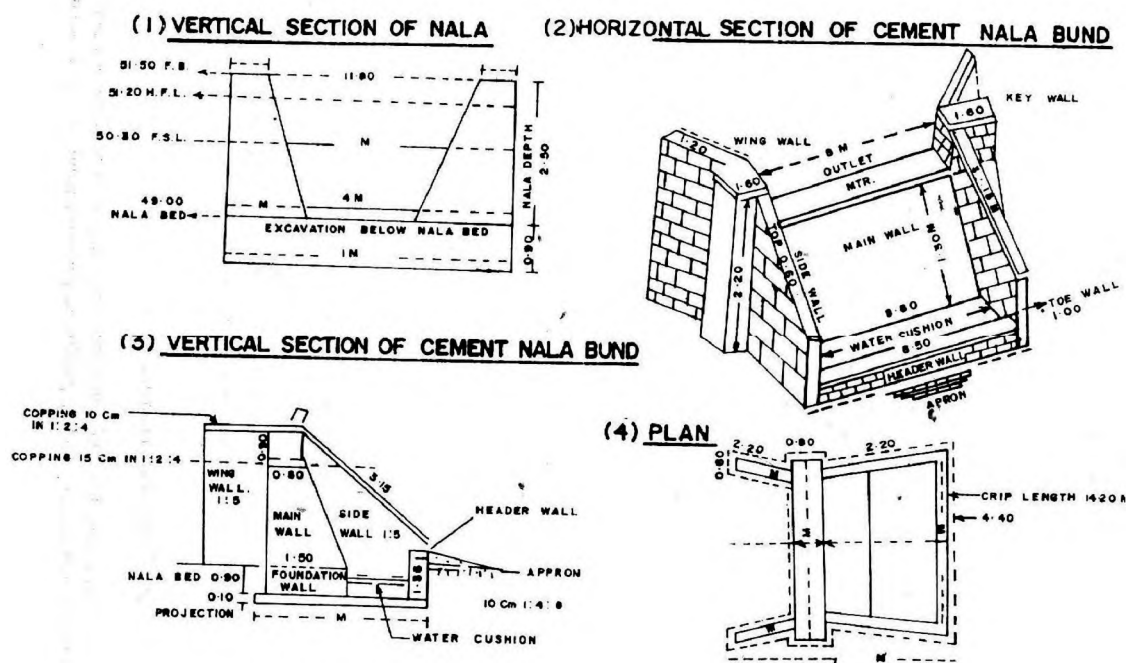 (1) VERTICAL SECTION OF NALA
51.50 F.B.
11.80
51.20 H.F.L.
50.80 F.S.L.
M
NALA DEPTH
2.50
49.00
NALA BED
M
4M
EXCAVATION BELOW NALA BED
1M
0.90
(2)HORIZONTAL SECTION OF CEMENT NALA BUND
KEY WALL
1.60
WING WALL
1.20
8 M
OUTLET
MTR.
1.60
TOP 0.60
SIDE WALL
2.20
MAIN WALL
1.50M
8.80
WATER CUSHION
8.50
TOE WALL
1.00
HEADER WALL
APRON
(3) VERTICAL SECTION OF CEMENT NALA BUND
COPPING 10 Cm
IN 1:2:4
COPPING 15 Cm IN 1:2:4
0.90
0.80
3.15
WING
WALL.
1:5
MAIN
WALL
SIDE
WALL 1:5
HEADER WALL
1.50
FOUNDATION
WALL
APPRON
NALA BED 0.90
0.10
PROJECTION
10 Cm 1:4:8
M
WATER CUSHION
(4) PLAN
2.20
0.80
2.20
0.60
M
M
M
M
CRIP LENGTH 14.20 M
4.40
M